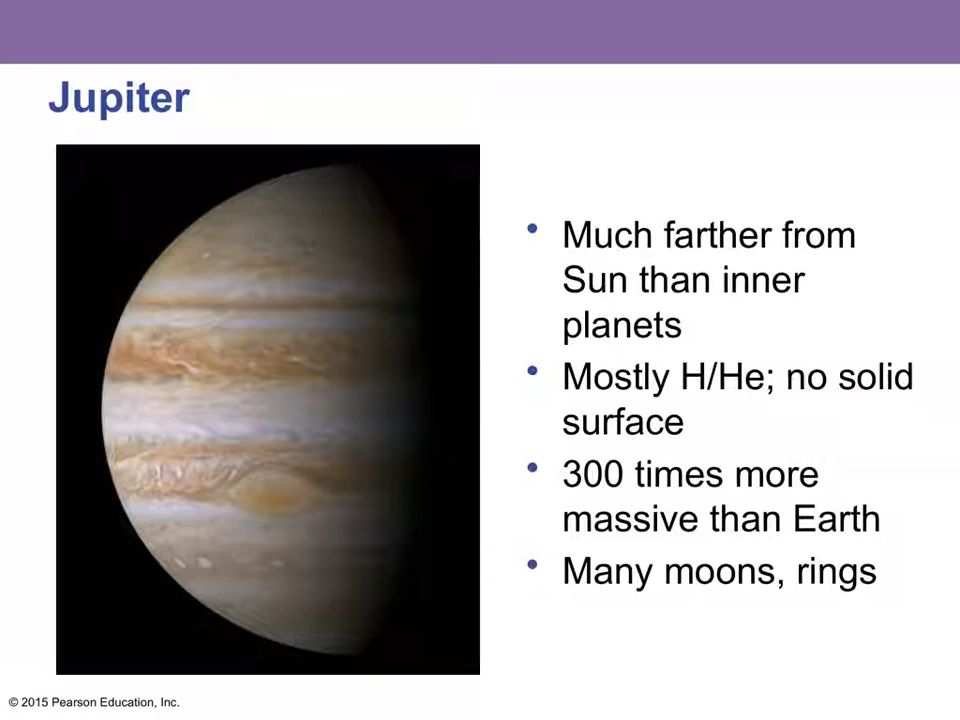 Jupiter
• Much farther from
Sun than inner
planets
• Mostly H/He; no solid
surface
• 300 times more
massive than Earth
• Many moons, rings
© 2015 Pearson Education, Inc.